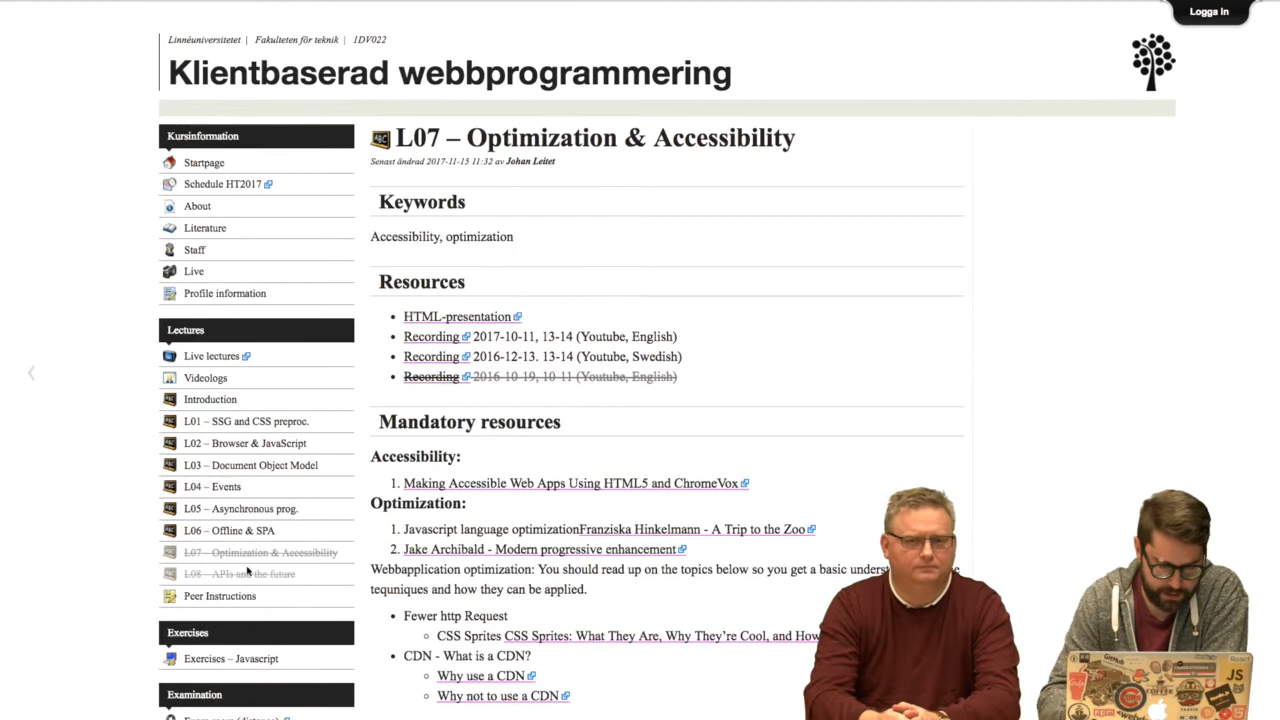 Logga in
Linnéuniversitetet | Fakulteten för teknik | 1DV022
Klientbaserad webbprogrammering
Kursinformation
Startpage
Schedule HT2017
About
Literature
Staff
Live
Profile information
Lectures
Live lectures
Videologs
Introduction
L01 – SSG and CSS preproc.
L02 – Browser & JavaScript
L03 – Document Object Model
L04 – Events
L05 – Asynchronous prog.
L06 – Offline & SPA
L07 – Optimization & Accessibility
L08 – APIs and the future
Peer Instructions
Exercises
Exercises – Javascript
Examination
L07 – Optimization & Accessibility
Senast ändrad 2017-11-15 11:32 av Johan Leitet
Keywords
Accessibility, optimization
Resources
HTML-presentation
Recording 2017-10-11, 13-14 (Youtube, English)
Recording 2016-12-13. 13-14 (Youtube, Swedish)
Recording 2016-10-19, 10-11 (Youtube, English)
Mandatory resources
Accessibility:
1. Making Accessible Web Apps Using HTML5 and ChromeVox
Optimization:
1. Javascript language optimizationFranziska Hinkelmann - A Trip to the Zoo
2. Jake Archibald - Modern progressive enhancement
Webapplication optimization: You should read up on the topics below so you get a basic
tequniques and how they can be applied.
Fewer http Request
CSS Sprites CSS Sprites: What They Are, Why They're Cool, and How
CDN - What is a CDN?
Why use a CDN
Why not to use a CDN
GitHub
React
JS